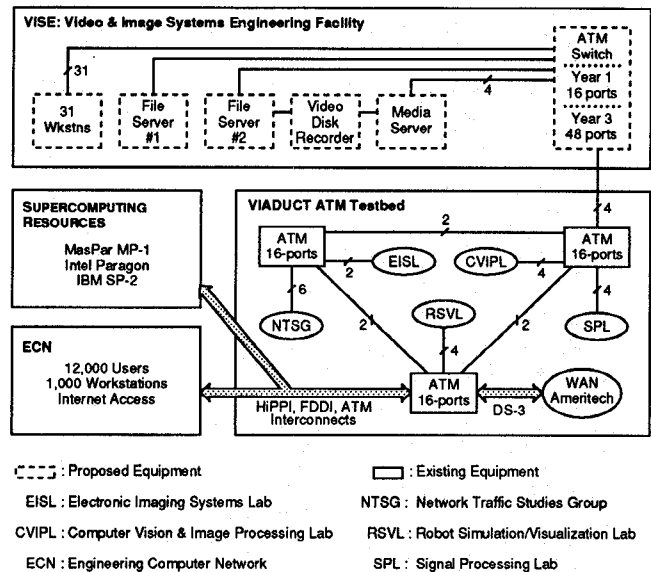 VISE: Video & Image Systems Engineering Facility
ATM
Switch
Year 1
16 ports
Year 3
48 ports
31
4
31
Wkstns
File
Server
#1
File
Server
#2
Video
Disk
Recorder
Media
Server
4
SUPERCOMPUTING
RESOURCES
MasPar MP-1
Intel Paragon
IBM SP-2
VIADUCT ATM Testbed
2
ATM
16-ports
2
EISL
CVIPL
4
ATM
16-ports
6
NTSG
2
RSVL
4
2
4
SPL
ECN
12,000 Users
1,000 Workstations
Internet Access
HiPPI, FDDI, ATM
Interconnects
ATM
16-ports
DS-3
WAN
Ameritech
: Proposed Equipment
: Existing Equipment
EISL : Electronic Imaging Systems Lab
NTSG : Network Traffic Studies Group
CVIPL : Computer Vision & Image Processing Lab
RSVL : Robot Simulation/Visualization Lab
ECN : Engineering Computer Network
SPL : Signal Processing Lab